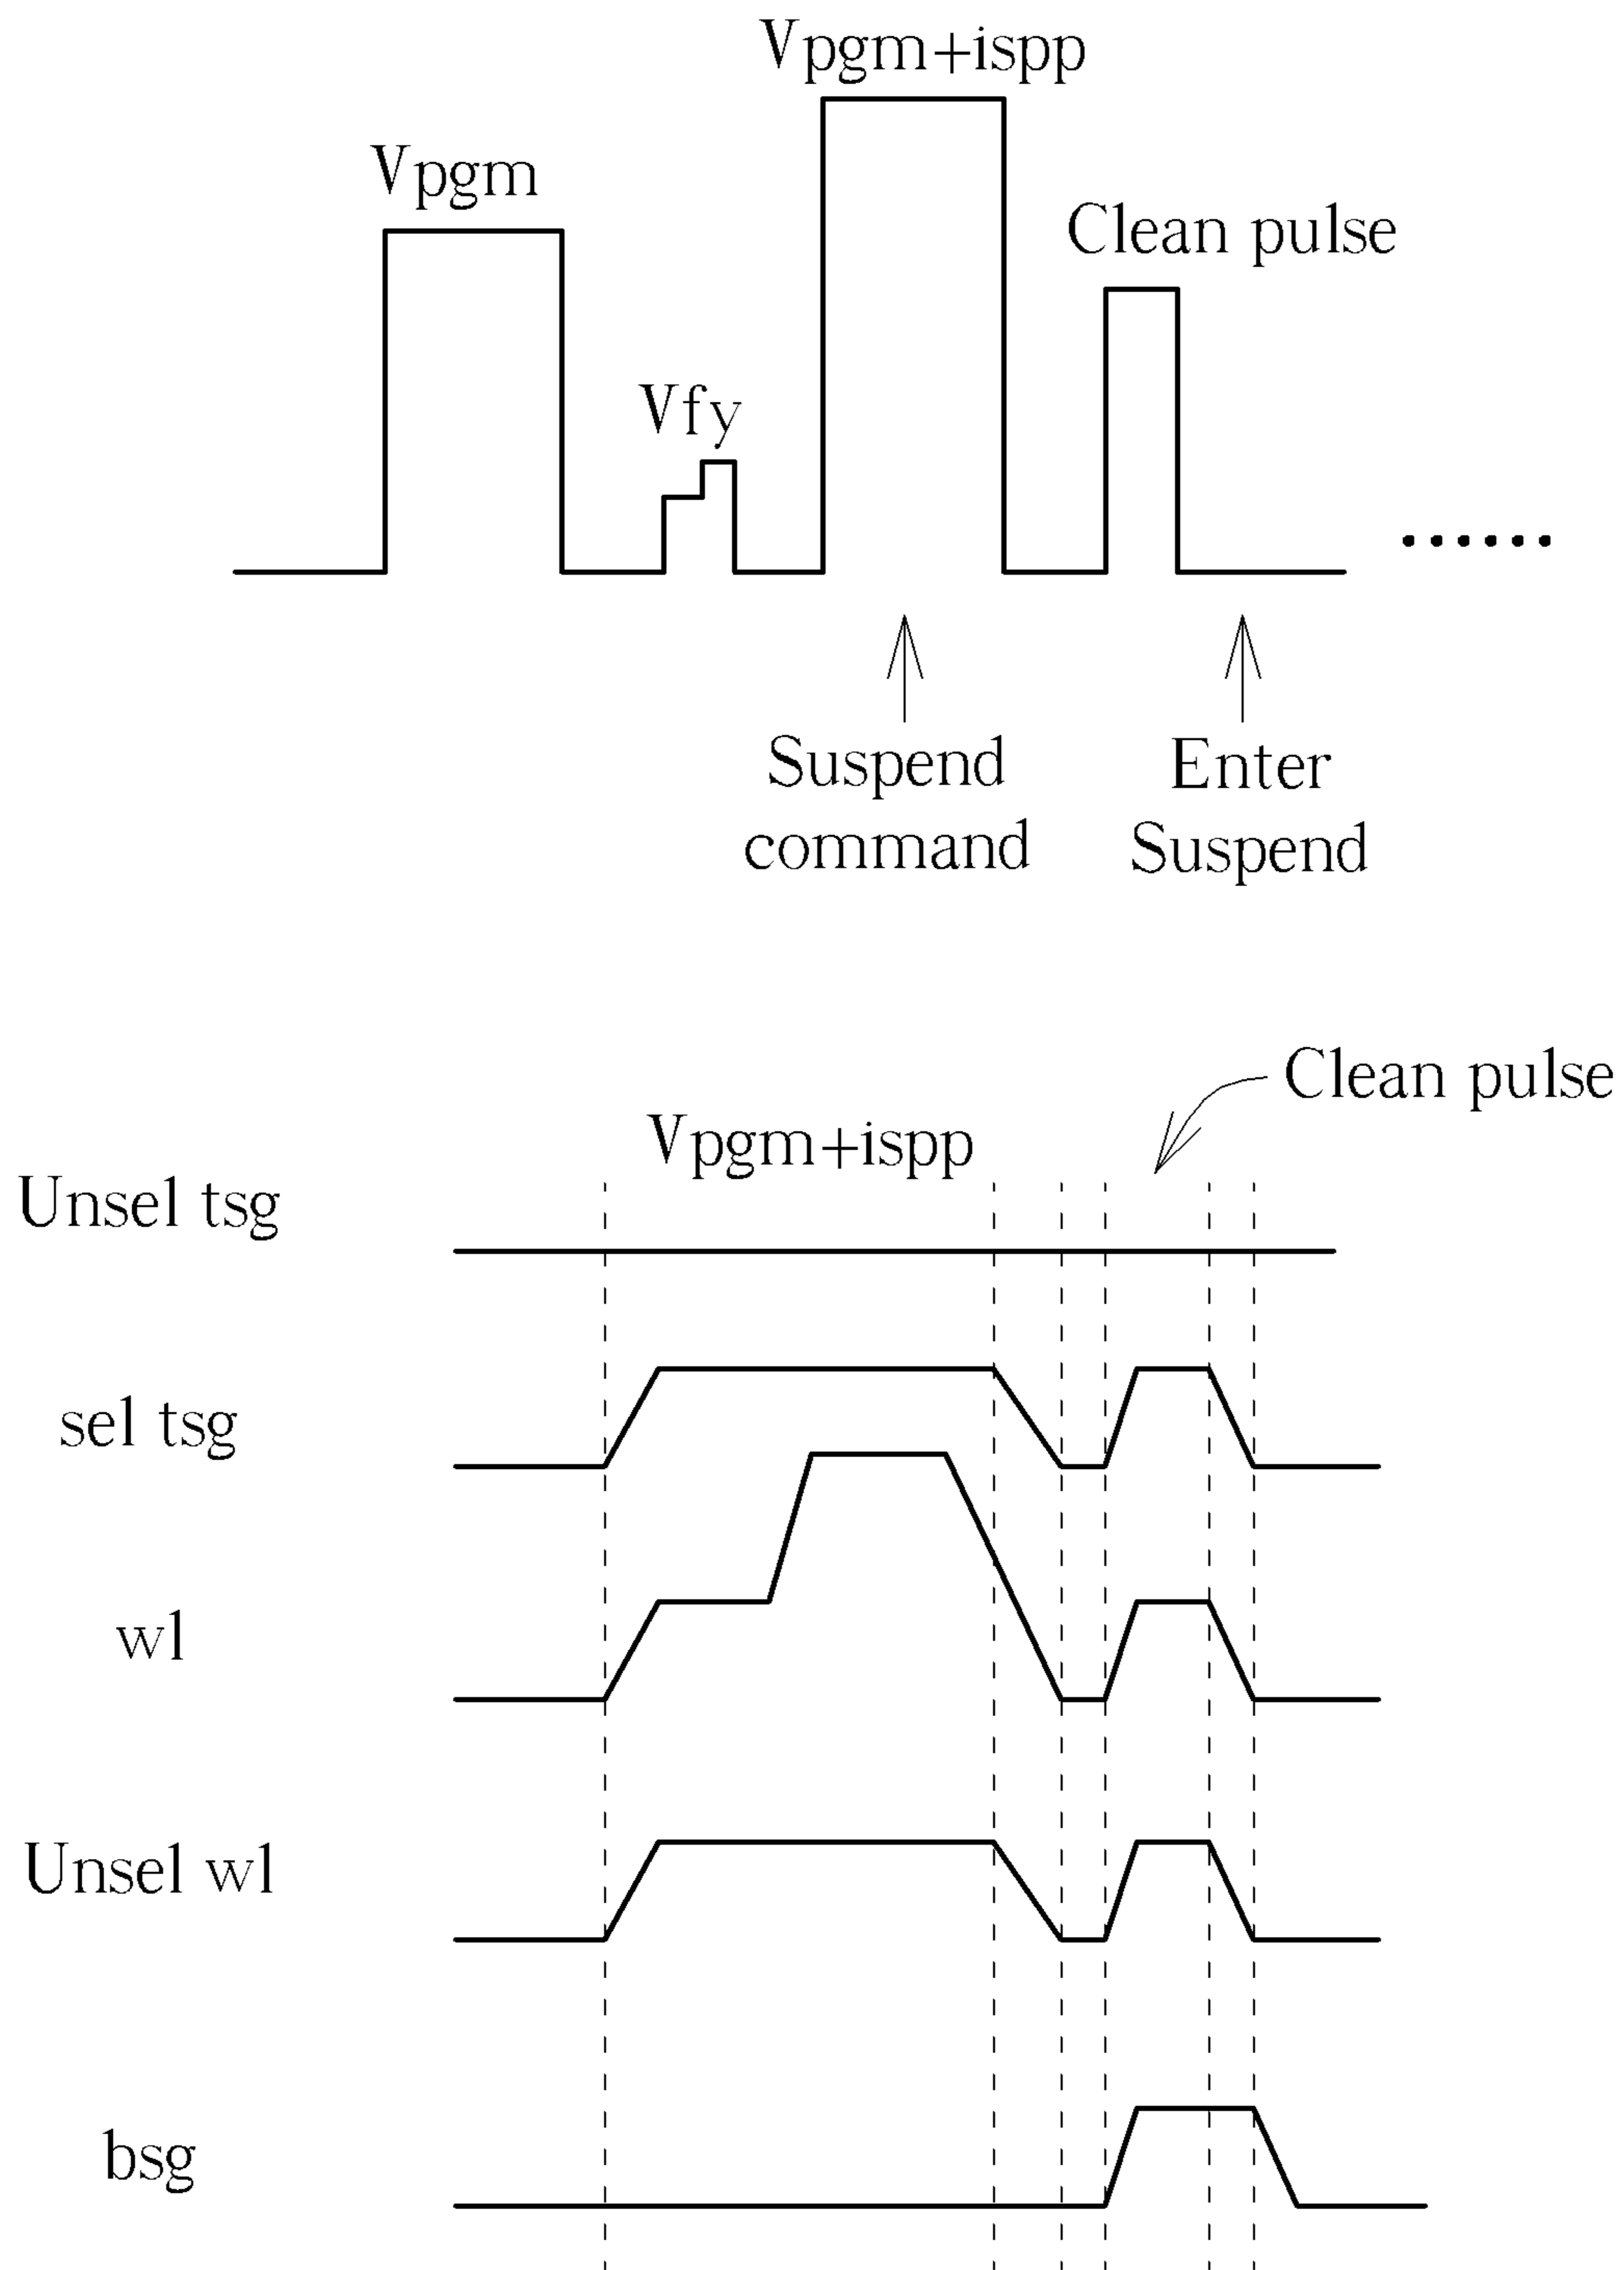 Vpgm+ispp
Vpgm
Clean pulse
Vfy
......
Suspend
command
Enter
Suspend
Clean pulse
Vpgm+ispp
Unsel tsg
sel tsg
wl
Unsel wl
bsg